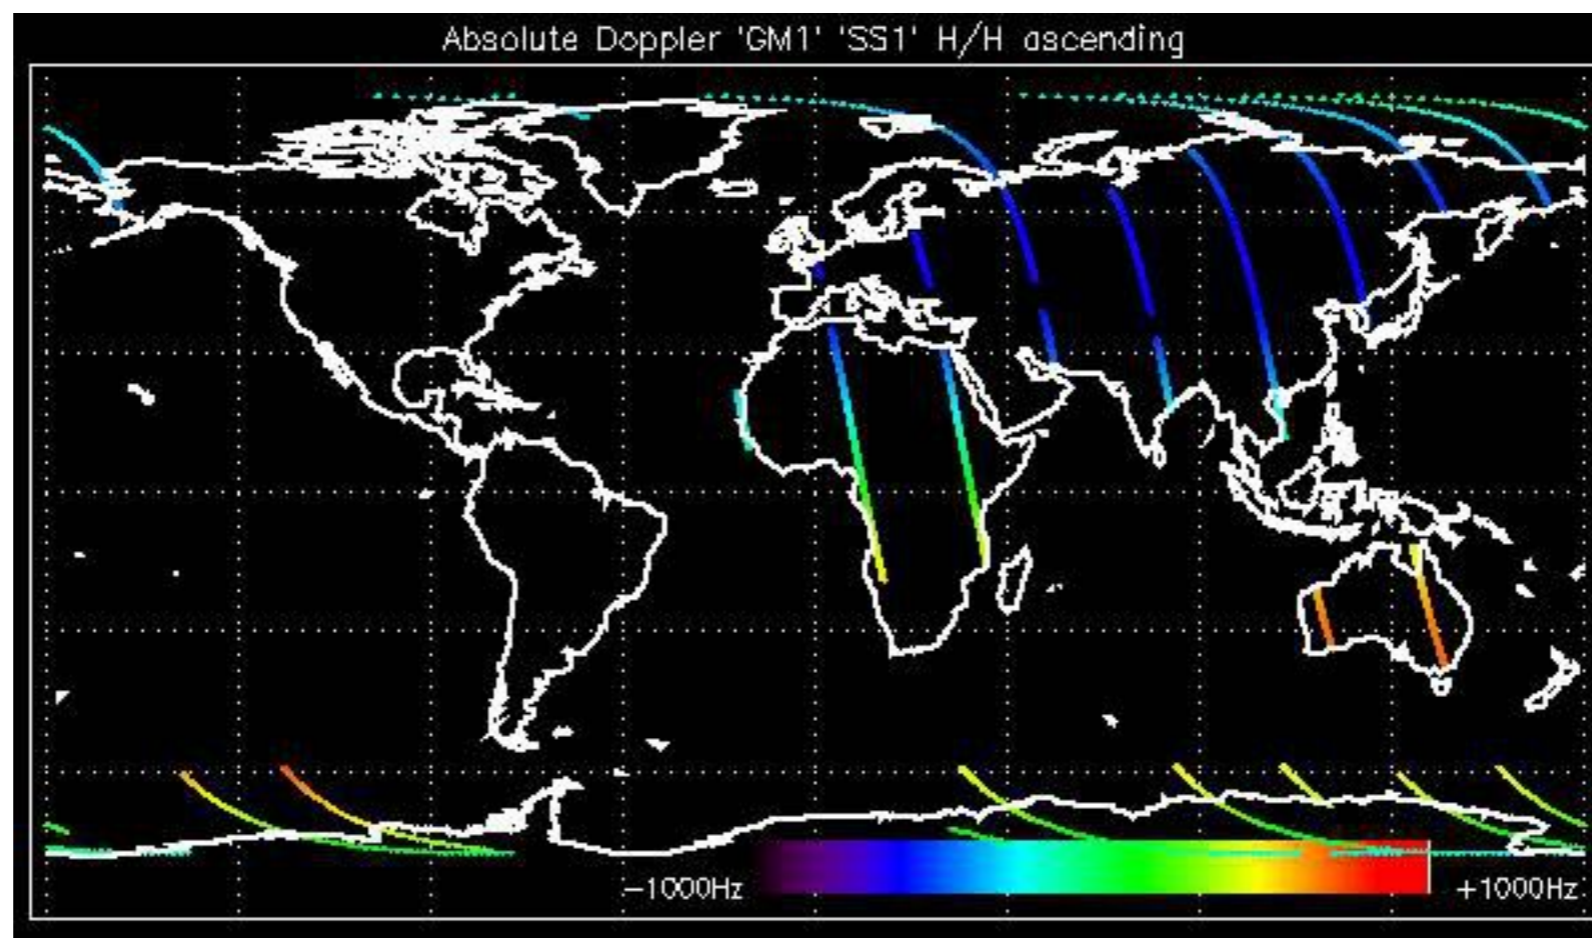 Absolute Doppler 'GM1' 'SS1' H/H ascending
-1000Hz
+1000Hz